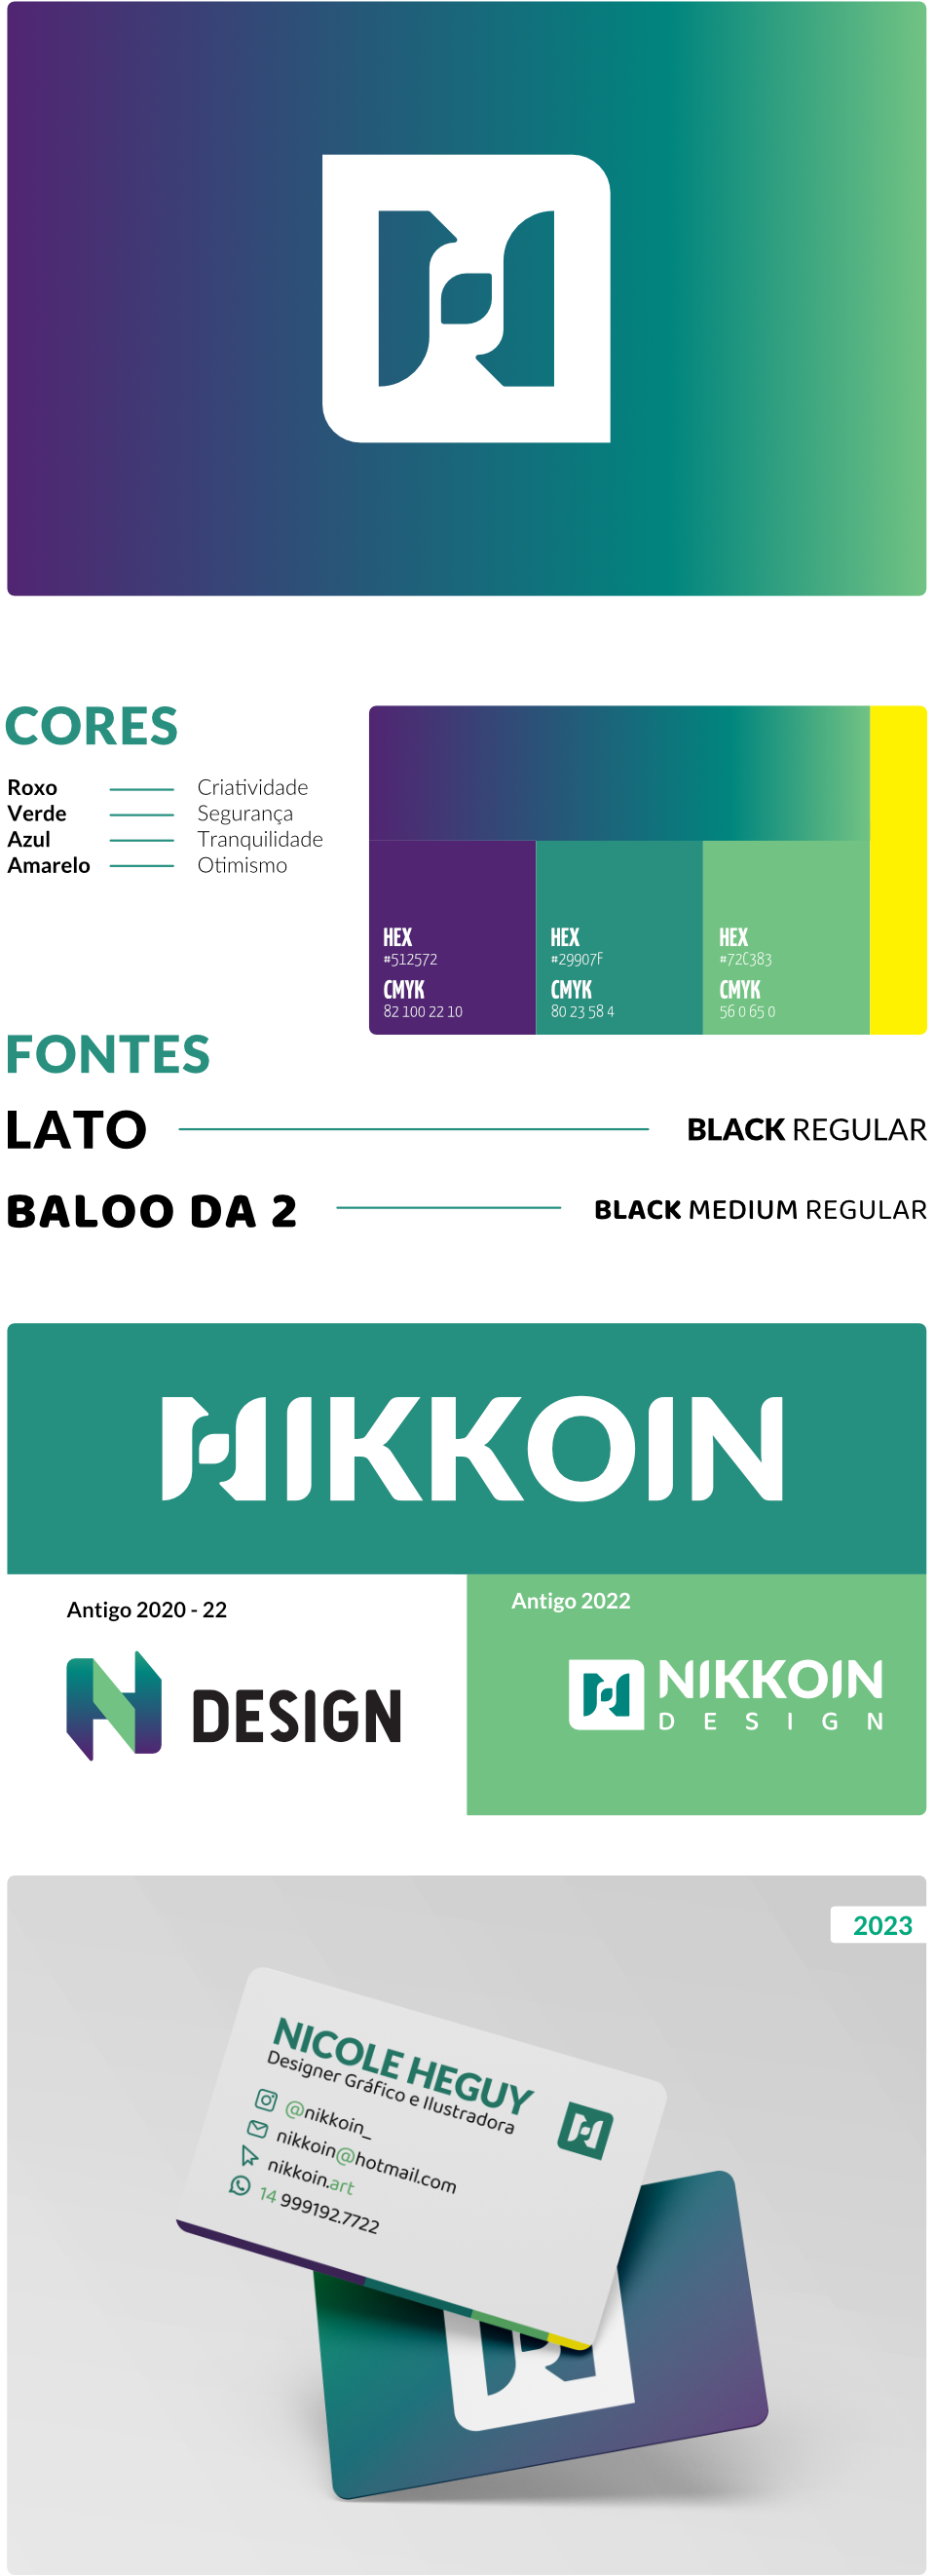 CORES
Roxo Criatividade
Verde Segurança
Azul Tranquilidade
Amarelo Otimismo
HEX
#512572
CMYK
82 100 22 10
HEX
#29907F
CMYK
80 23 58 4
HEX
#72C383
CMYK
56 0 65 0
FONTES
LATO BLACK REGULAR
BALOO DA 2 BLACK MEDIUM REGULAR
NIKKOIN
Antigo 2020 - 22
N DESIGN
Antigo 2022
NIKKOIN
DESIGN
2023
NICOLE HEGUY
Designer Gráfico e Ilustradora
@nikkoin_
nikkoin@hotmail.com
nikkoin.art
14 999192.7722